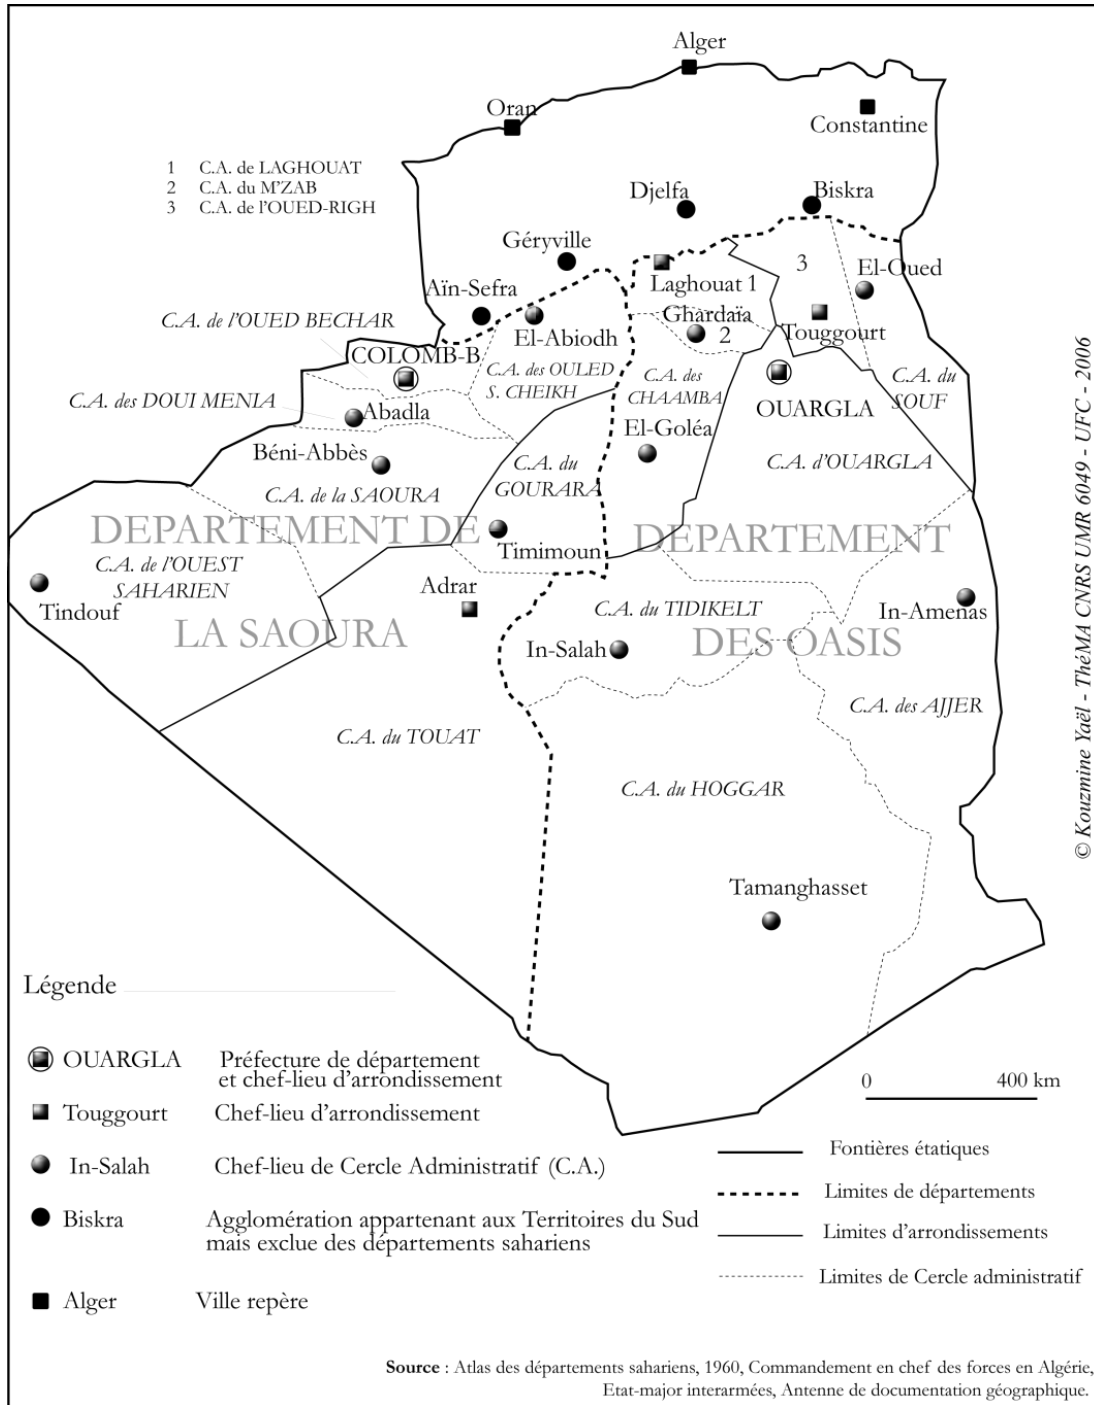 Alger
Oran
Constantine
1 C.A. de LAGHOUAT
2 C.A. du M'ZAB
3 C.A. de l'OUED-RIGH
Djelfa
Biskra
Géryville
3
El-Oued
Aïn-Sefra
Laghouat 1
Ghardaïa
C.A. de l'OUED BECHAR
El-Abiodh
2
Touggourt
COLOMB-B
C.A. des OULED
S. CHEIKH
C.A. des
CHAAMBA
C.A. du
SOUF
C.A. des DOUI MENIA
Abadla
OUARGLA
El-Goléa
Béni-Abbès
C.A. du
GOURARA
C.A. d'OUARGLA
C.A. de la SAOURA
DEPARTEMENT DE
LA SAOURA
DEPARTEMENT
DES OASIS
Timimoun
C.A. de l'OUEST
SAHARIEN
Tindouf
Adrar
C.A. du TIDIKELT
In-Amenas
In-Salah
C.A. des AJJER
C.A. du TOUAT
C.A. du HOGGAR
Tamanghasset
© Kouzmine Yaël - ThéMA CNRS UMR 6049 - UFC - 2006
Légende
OUARGLA Préfecture de département
et chef-lieu d'arrondissement
Touggourt Chef-lieu d'arrondissement
In-Salah Chef-lieu de Cercle Administratif (C.A.)
Biskra Agglomération appartenant aux Territoires du Sud
mais exclue des départements sahariens
Alger Ville repère
0 400 km
Fontières étatiques
Limites de départements
Limites d'arrondissements
Limites de Cercle administratif
Source : Atlas des départements sahariens, 1960, Commandement en chef des forces en Algérie,
Etat-major interarmées, Antenne de documentation géographique.